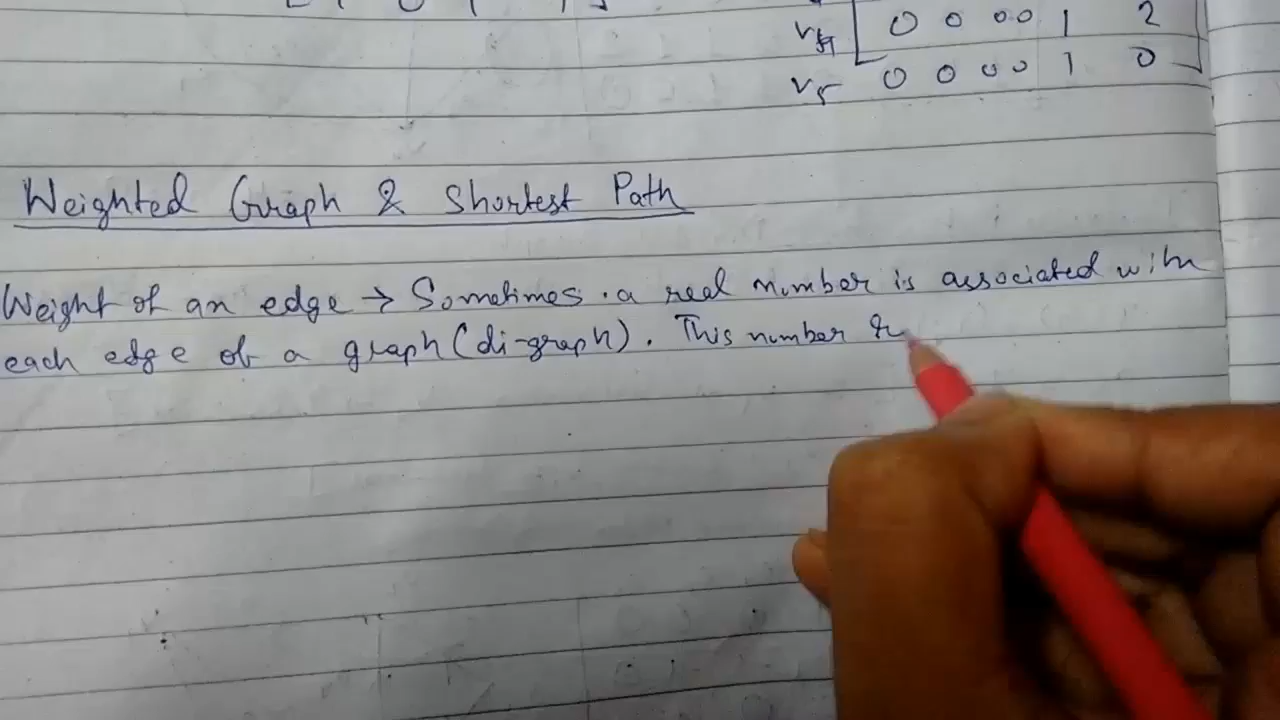 v4 0 0 0 0 1 2
v5 0 0 0 0 1 0
Weighted Graph & Shortest Path
Weight of an edge → Sometimes a real number is associated with
each edge of a graph (di-graph). This number